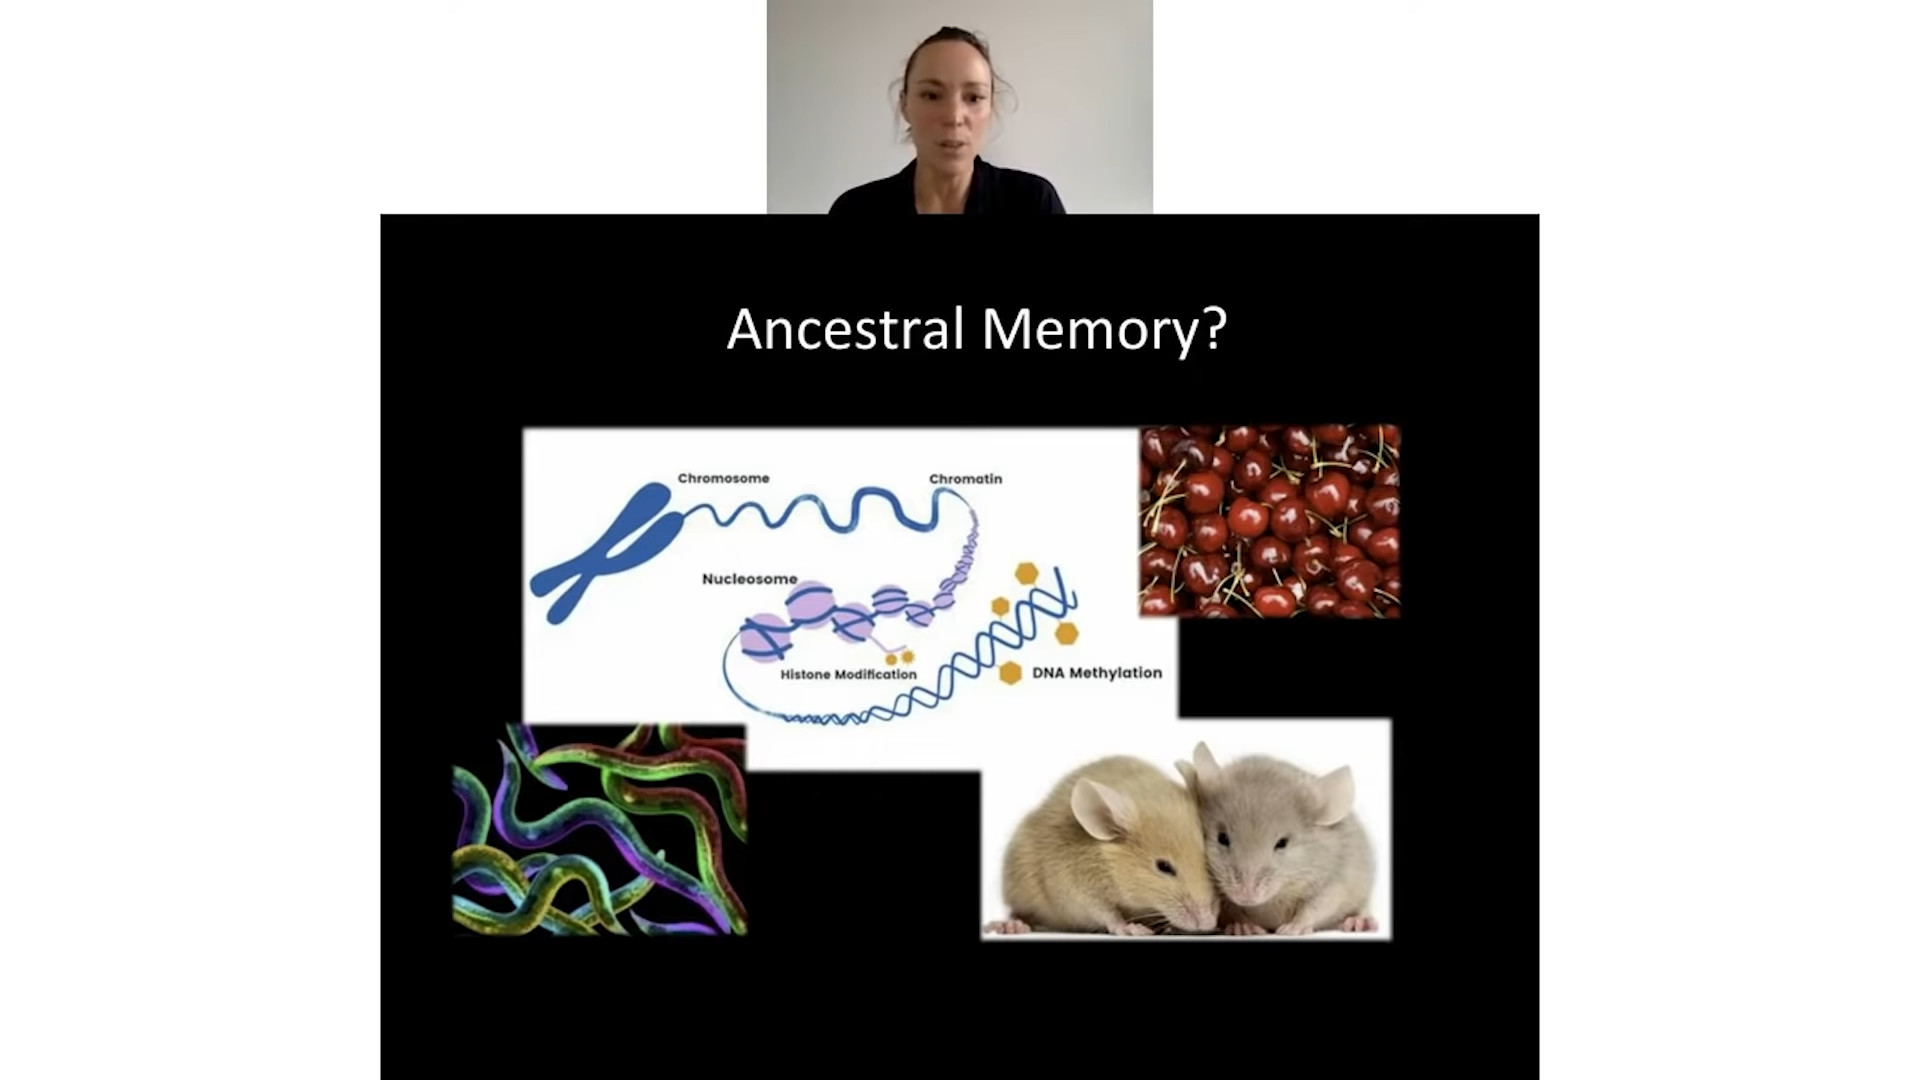 Ancestral Memory?
Chromosome
Chromatin
Nucleosome
Histone Modification
DNA Methylation